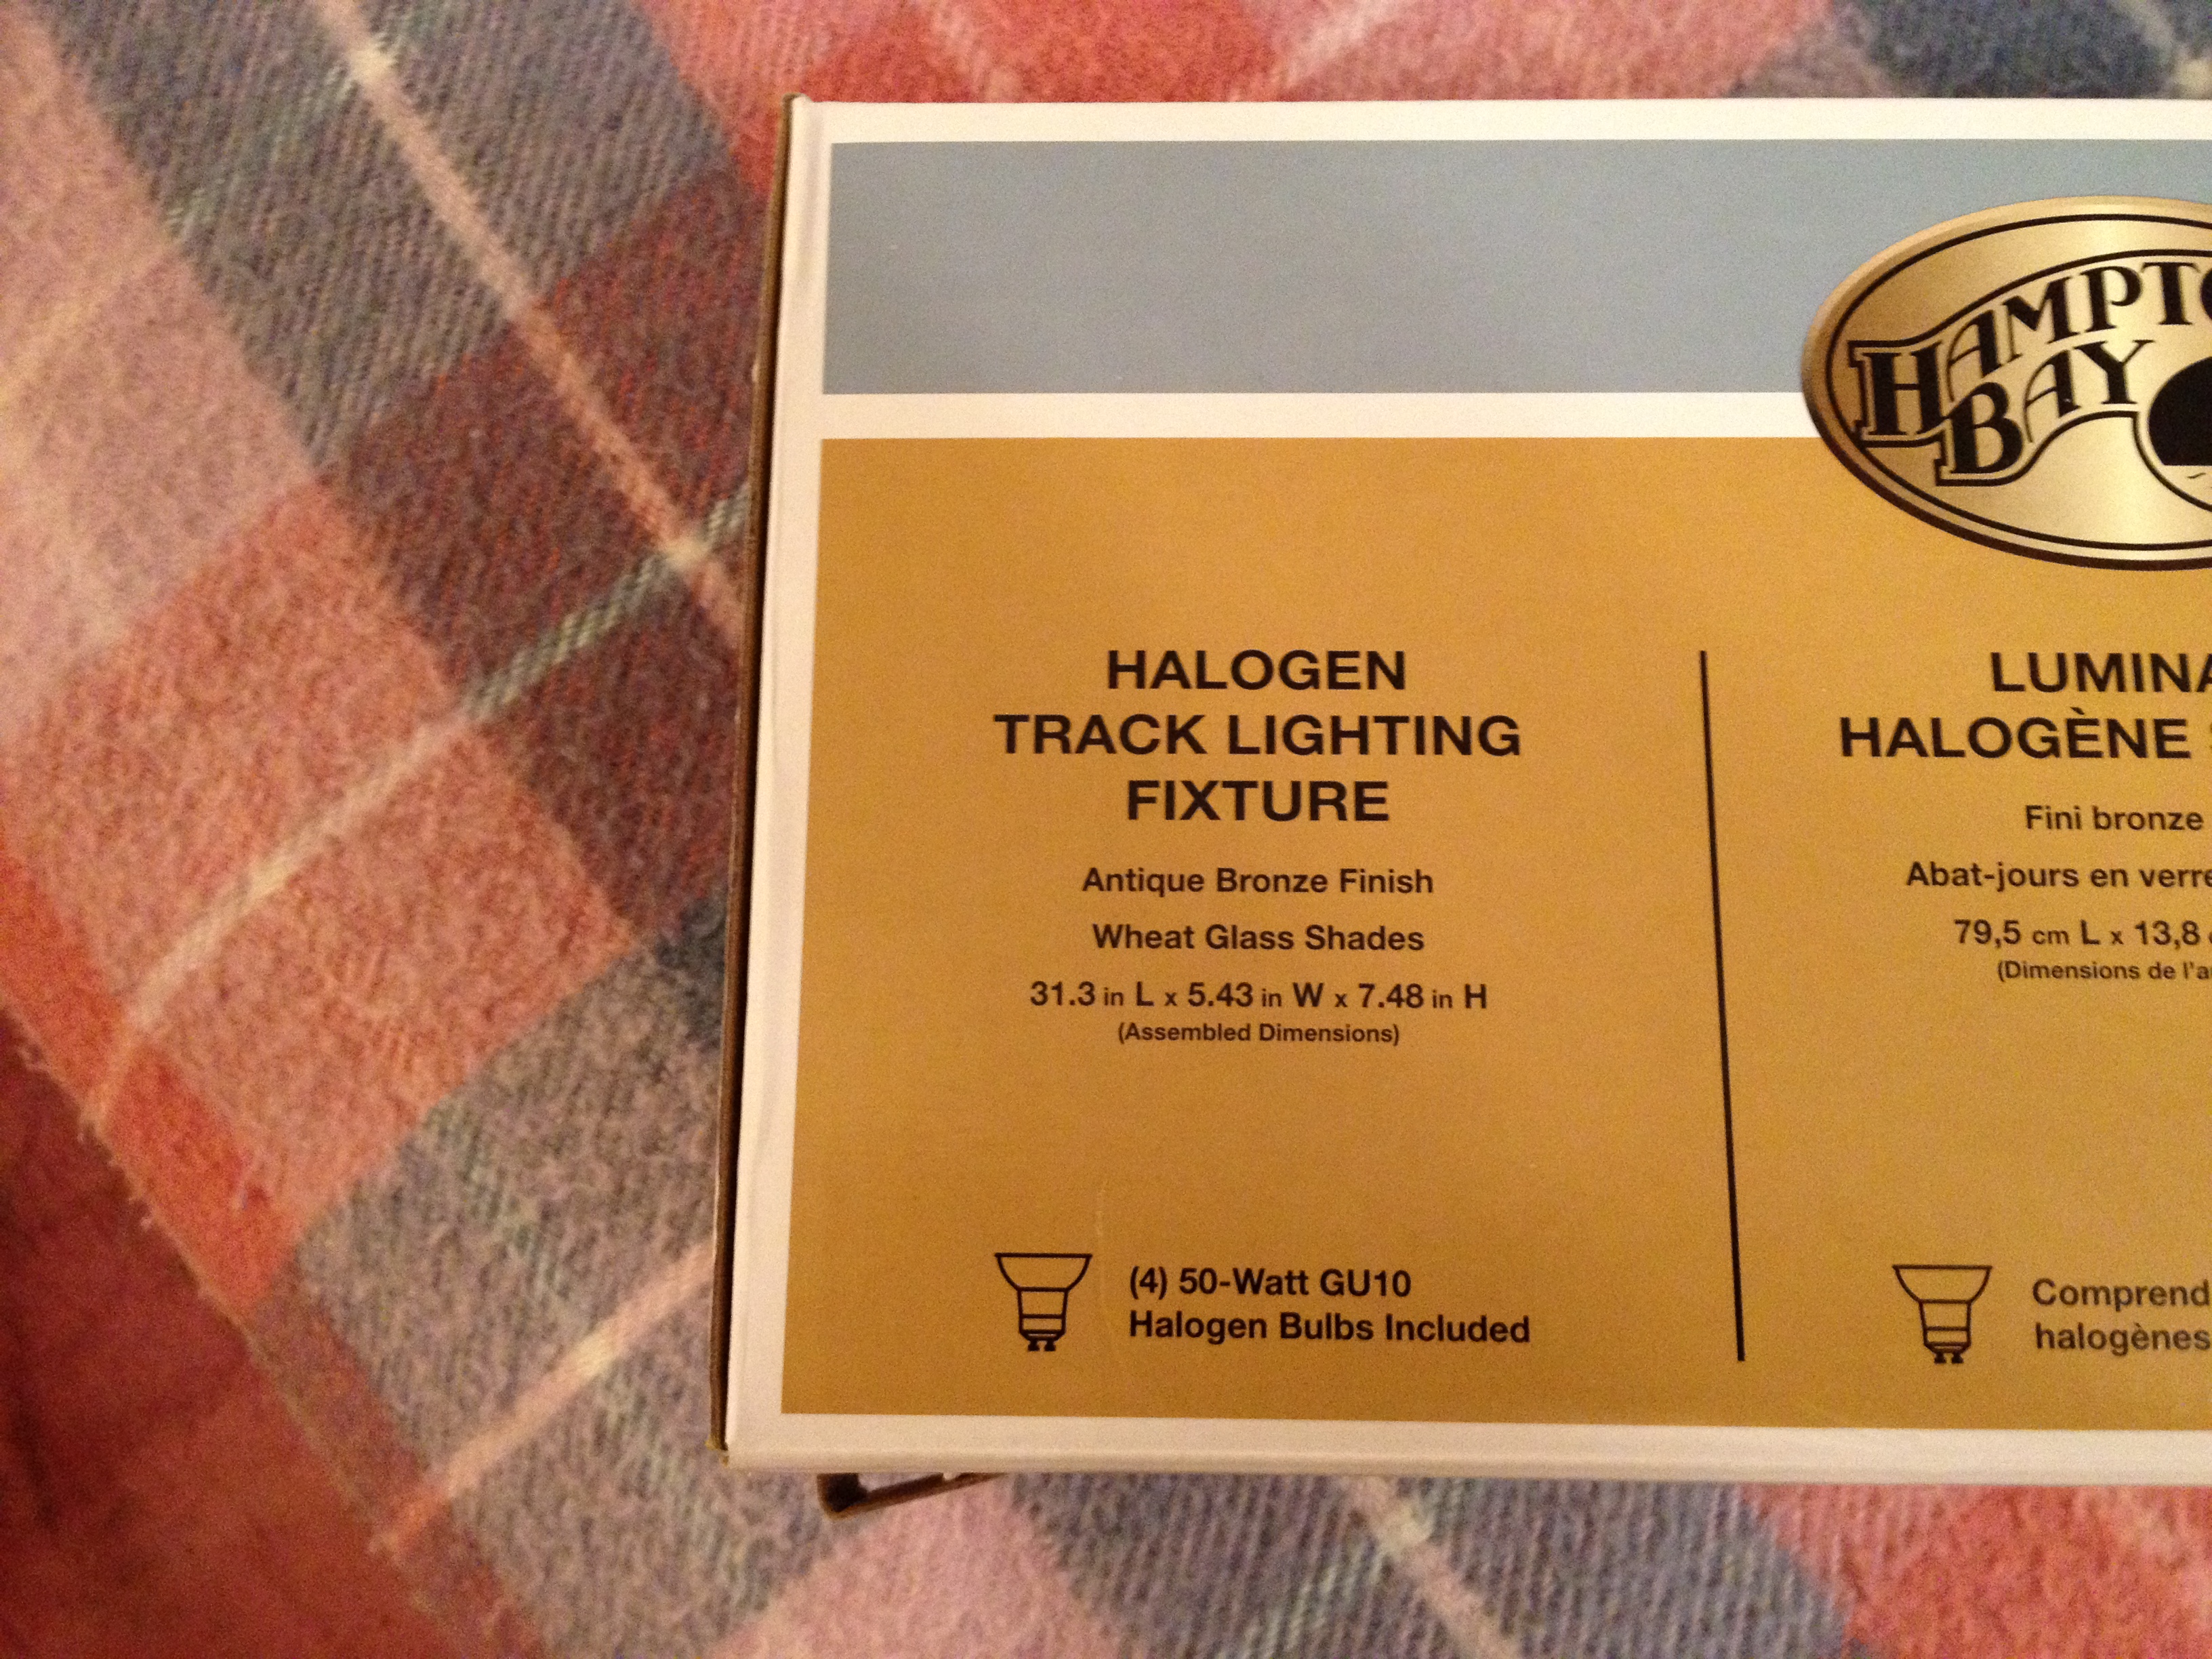 HAMPTO
BAY
HALOGEN
TRACK LIGHTING
FIXTURE
Antique Bronze Finish
Wheat Glass Shades
31.3 in L x 5.43 in W x 7.48 in H
(Assembled Dimensions)
(4) 50-Watt GU10
Halogen Bulbs Included
LUMINA
HALOGÈNE
Fini bronze
Abat-jours en verre
79,5 cm L x 13,8
(Dimensions de l'a
Comprend
halogènes